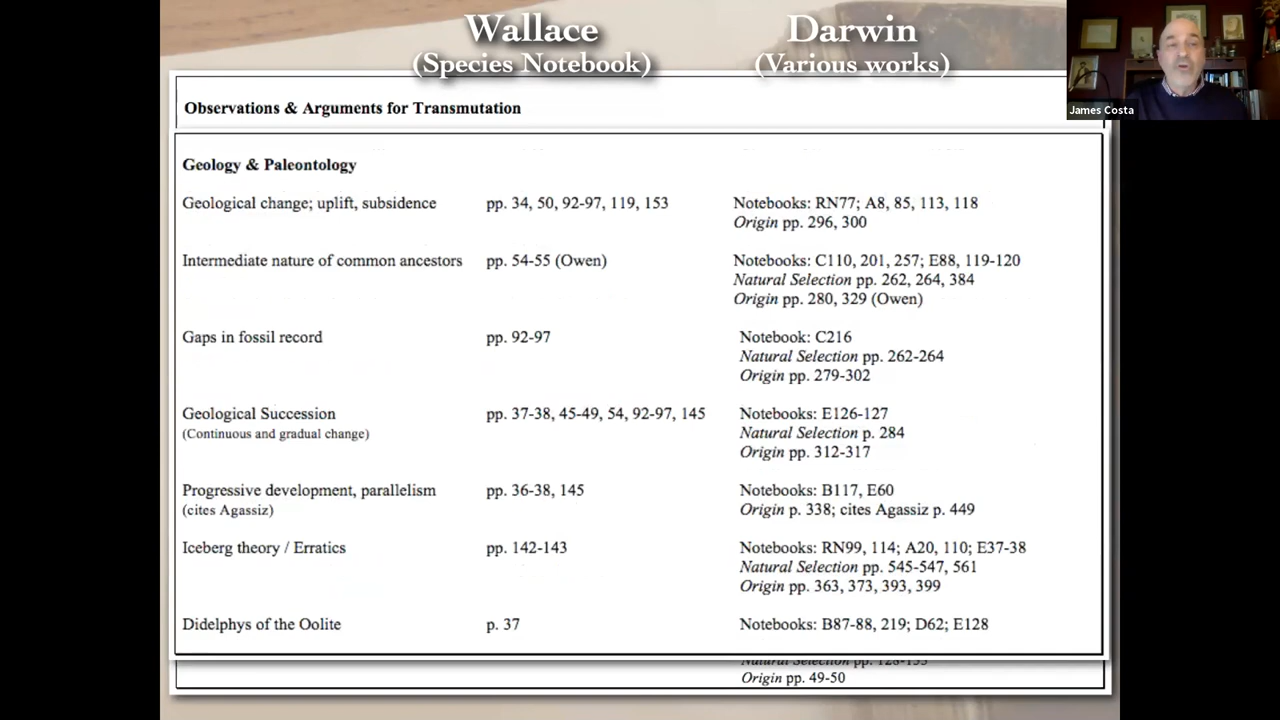 Wallace
(Species Notebook)
Darwin
(Various works)
James Costa
Observations & Arguments for Transmutation
Geology & Paleontology
Geological change; uplift, subsidence pp. 34, 50, 92-97, 119, 153 Notebooks: RN77; A8, 85, 113, 118
Origin pp. 296, 300
Intermediate nature of common ancestors pp. 54-55 (Owen) Notebooks: C110, 201, 257; E88, 119-120
Natural Selection pp. 262, 264, 384
Origin pp. 280, 329 (Owen)
Gaps in fossil record pp. 92-97 Notebook: C216
Natural Selection pp. 262-264
Origin pp. 279-302
Geological Succession pp. 37-38, 45-49, 54, 92-97, 145 Notebooks: E126-127
(Continuous and gradual change) Natural Selection p. 284
Origin pp. 312-317
Progressive development, parallelism pp. 36-38, 145 Notebooks: B117, E60
(cites Agassiz) Origin p. 338; cites Agassiz p. 449
Iceberg theory / Erratics pp. 142-143 Notebooks: RN99, 114; A20, 110; E37-38
Natural Selection pp. 545-547, 561
Origin pp. 363, 373, 393, 399
Didelphys of the Oolite p. 37 Notebooks: B87-88, 219; D62; E128
Natural Selection pp.
Origin pp. 49-50